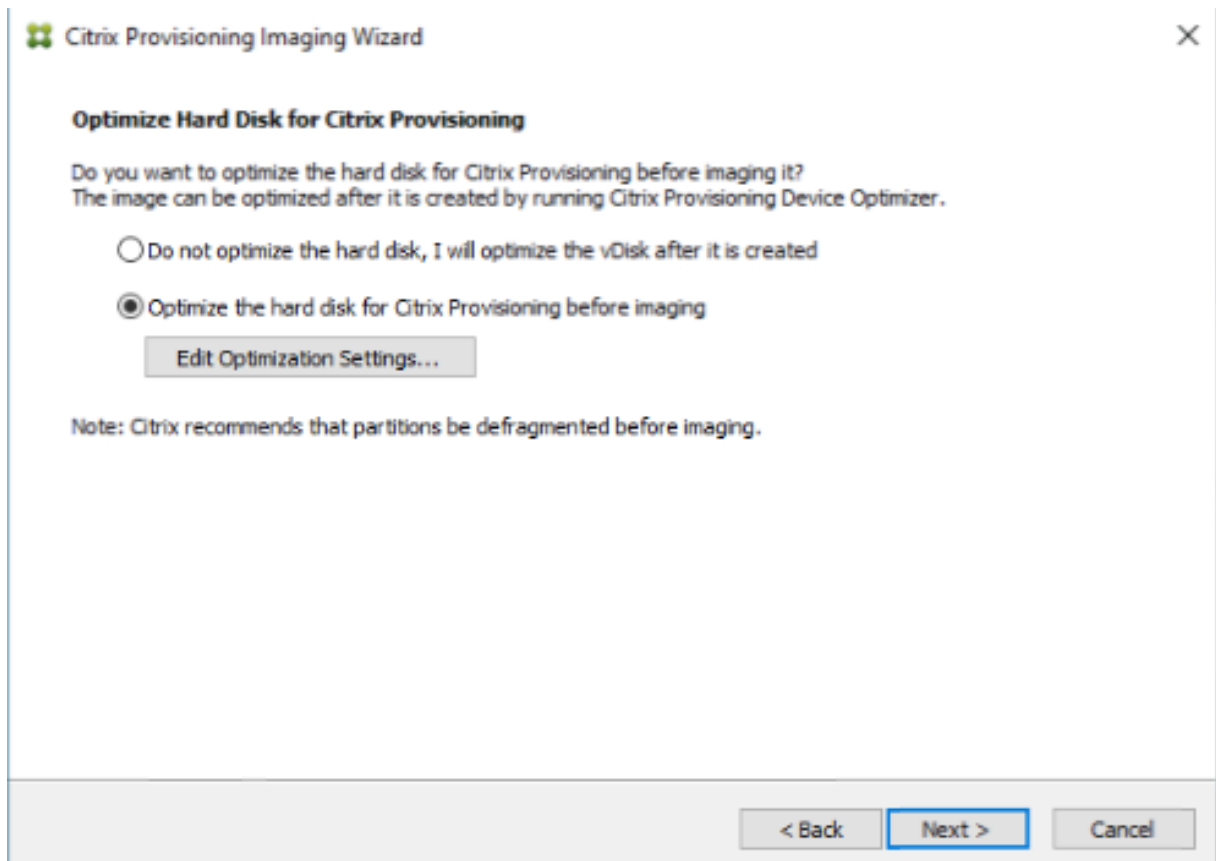 Citrix Provisioning Imaging Wizard
Optimize Hard Disk for Citrix Provisioning
Do you want to optimize the hard disk for Citrix Provisioning before imaging it?
The image can be optimized after it is created by running Citrix Provisioning Device Optimizer.
Do not optimize the hard disk, I will optimize the vDisk after it is created
Optimize the hard disk for Citrix Provisioning before imaging
Edit Optimization Settings...
Note: Citrix recommends that partitions be defragmented before imaging.
< Back Next > Cancel